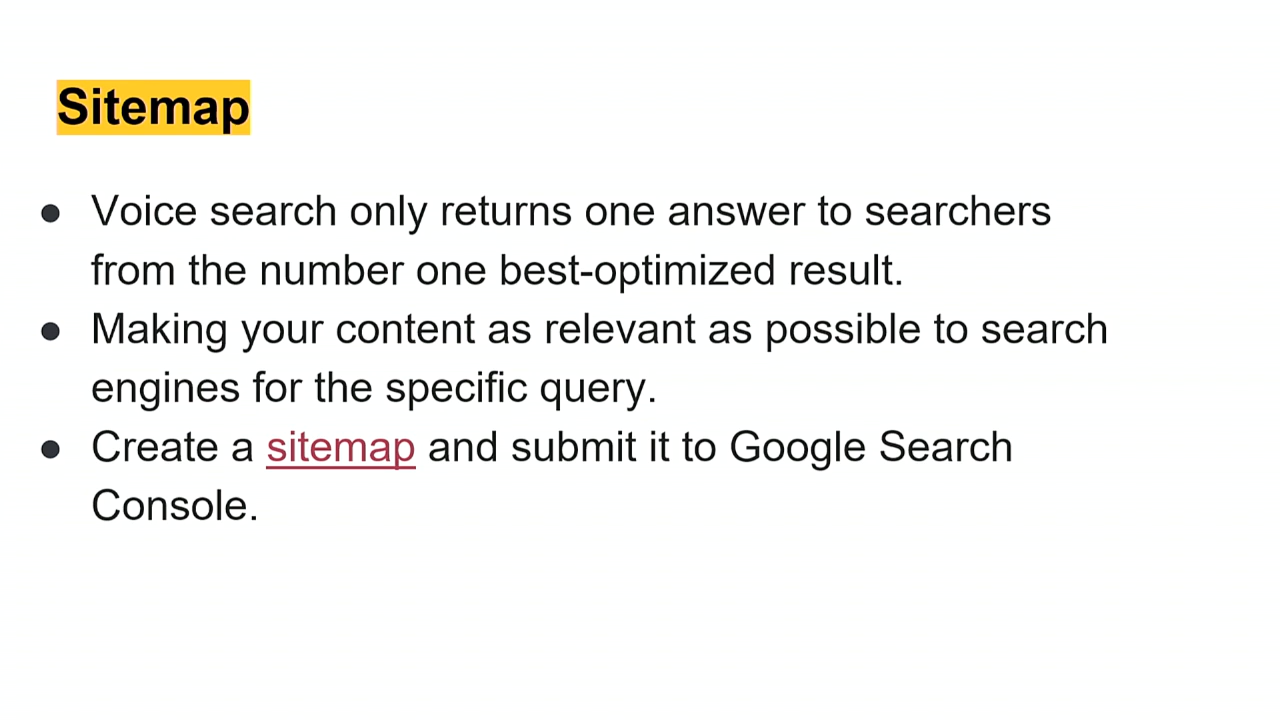 Sitemap
● Voice search only returns one answer to searchers
from the number one best-optimized result.
● Making your content as relevant as possible to search
engines for the specific query.
● Create a sitemap and submit it to Google Search
Console.